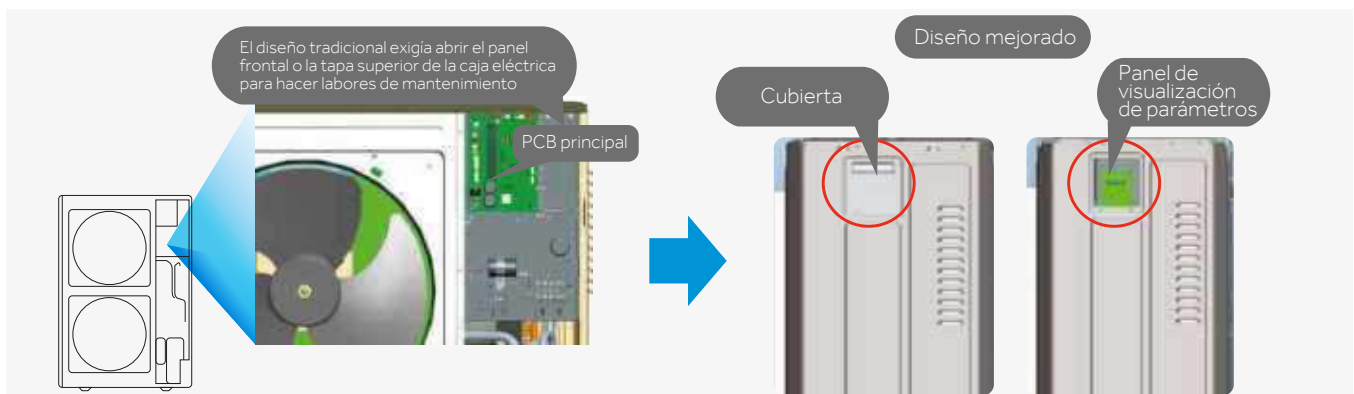 El diseño tradicional exigía abrir el panel
frontal o la tapa superior de la caja eléctrica
para hacer labores de mantenimiento
PCB principal
Diseño mejorado
Cubierta
Panel de
visualización
de parámetros